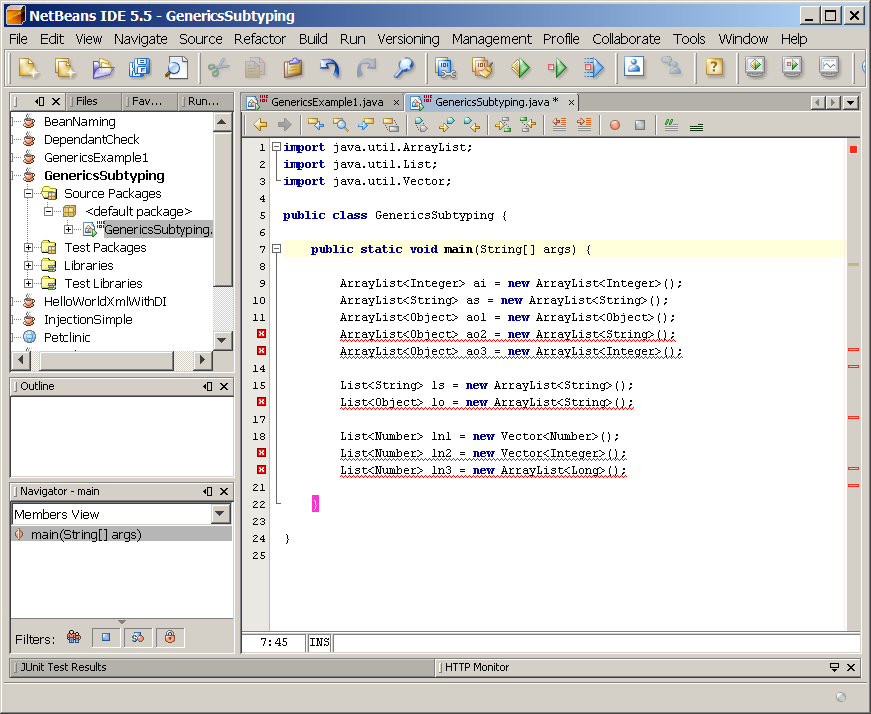 NetBeans IDE 5.5 - GenericsSubtyping
File Edit View Navigate Source Refactor Build Run Versioning Management Profile Collaborate Tools Window Help
Files Fav... Run...
GenericsExample1.java GenericsSubtyping.java *
BeanNaming
DependantCheck
GenericsExample1
GenericsSubtyping
Source Packages
<default package>
GenericsSubtyping.
Test Packages
Libraries
Test Libraries
HelloWorldXmlWithDI
InjectionSimple
Petclinic
Outline
Navigator - main
Members View
main(String[] args)
Filters:
1 import java.util.ArrayList;
2 import java.util.List;
3 import java.util.Vector;
4
5 public class GenericsSubtyping {
6
7 public static void main(String[] args) {
8
9 ArrayList<Integer> ai = new ArrayList<Integer>();
10 ArrayList<String> as = new ArrayList<String>();
11 ArrayList<Object> ao1 = new ArrayList<Object>();
ArrayList<Object> ao2 = new ArrayList<String>();
ArrayList<Object> ao3 = new ArrayList<Integer>();
14
15 List<String> ls = new ArrayList<String>();
List<Object> lo = new ArrayList<String>();
17
18 List<Number> ln1 = new Vector<Number>();
List<Number> ln2 = new Vector<Integer>();
List<Number> ln3 = new ArrayList<Long>();
21
22 }
23
24 }
25
7:45 INS
JUnit Test Results
HTTP Monitor